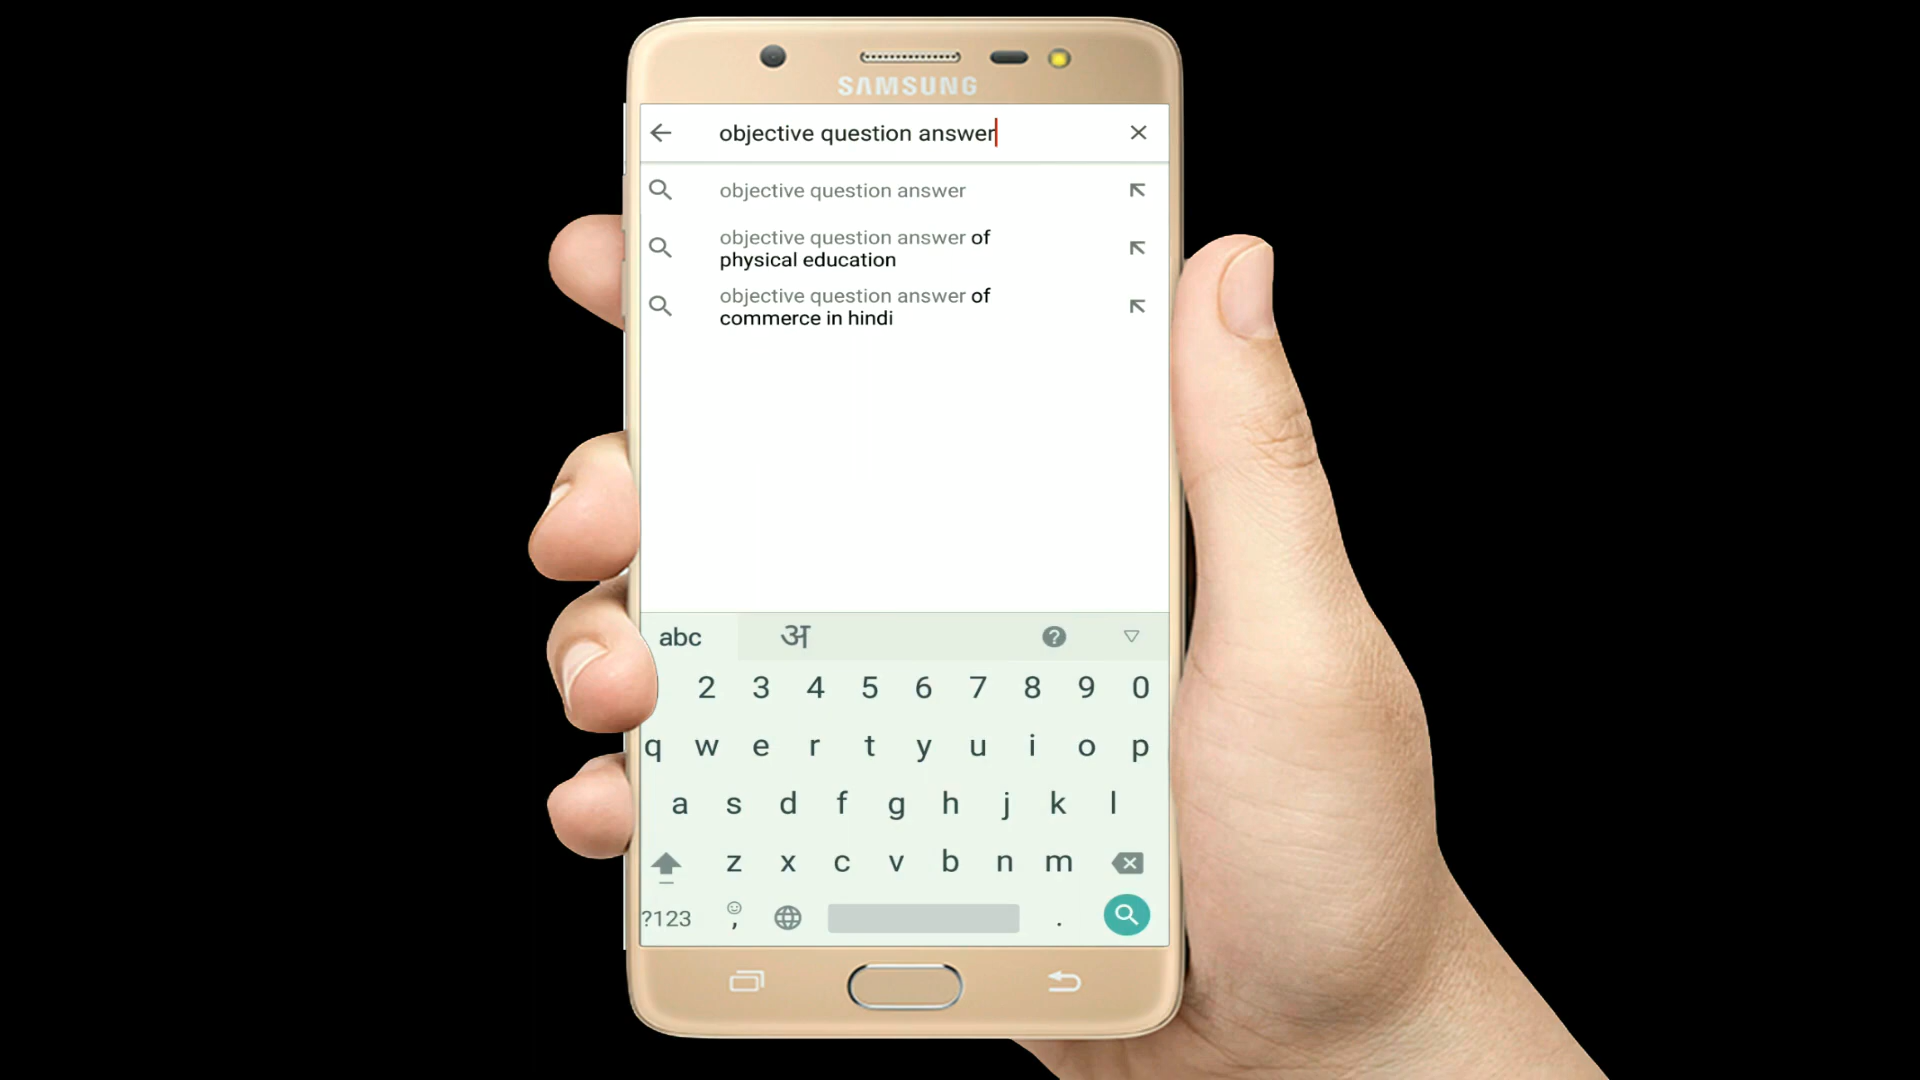 SAMSUNG
objective question answer
objective question answer
objective question answer of
physical education
objective question answer of
commerce in hindi
abc अ ?
2 3 4 5 6 7 8 9 0
q w e r t y u i o p
a s d f g h j k l
z x c v b n m
?123 , .